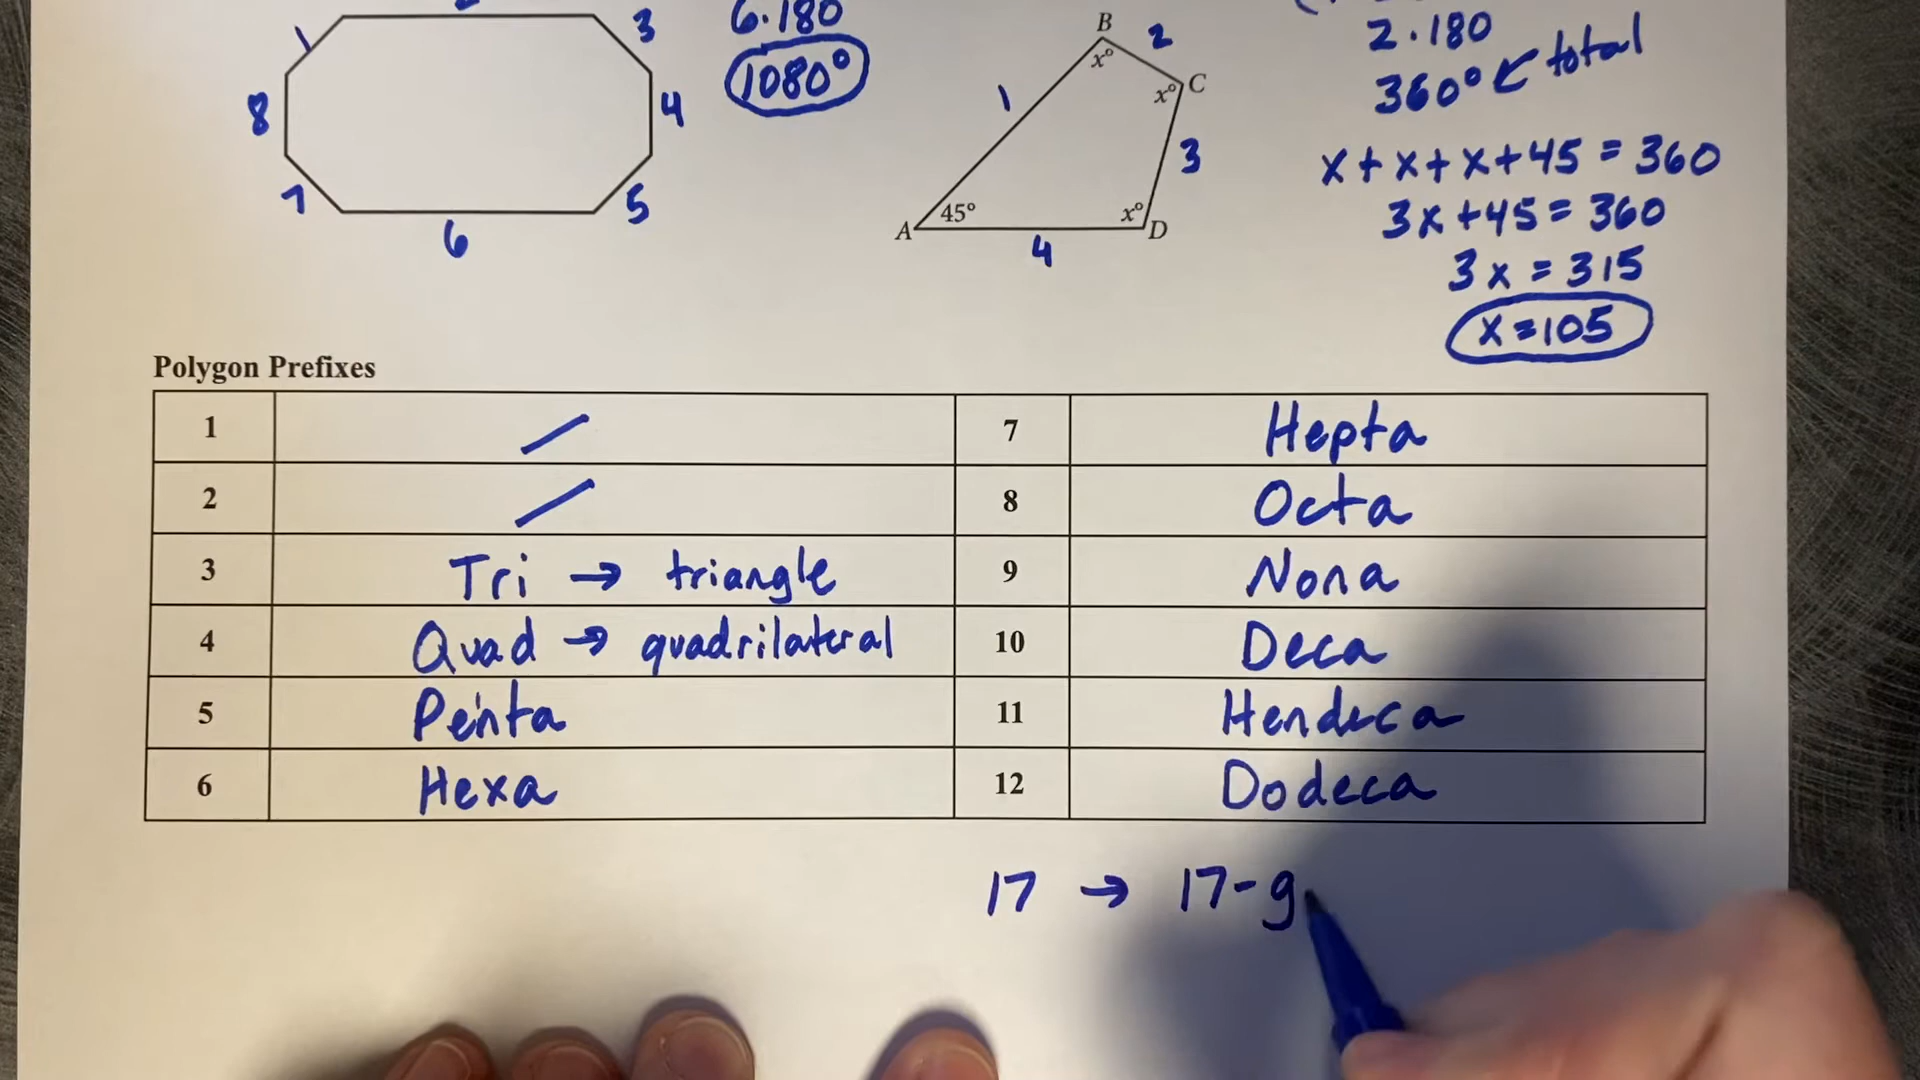 1
3
4
5
6
7
8
6.180
1080°
B
x°
C
x°
D
x°
A
45°
1
2
3
4
2.180
360° ← total
x + x + x + 45 = 360
3x + 45 = 360
3x = 315
x = 105
Polygon Prefixes
1 / 7 Hepta
2 / 8 Octa
3 Tri → triangle 9 Nona
4 Quad → quadrilateral 10 Deca
5 Penta 11 Hendeca
6 Hexa 12 Dodeca
17 → 17-g